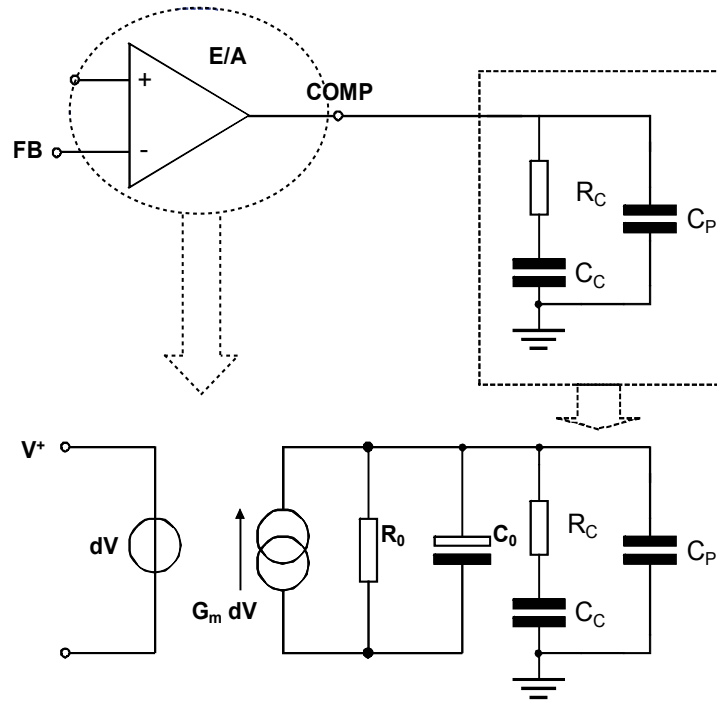 E/A
+
COMP
FB
-
R_C
C_P
C_C
V⁺
dV
G_m dV
R_0
C_0
R_C
C_P
C_C